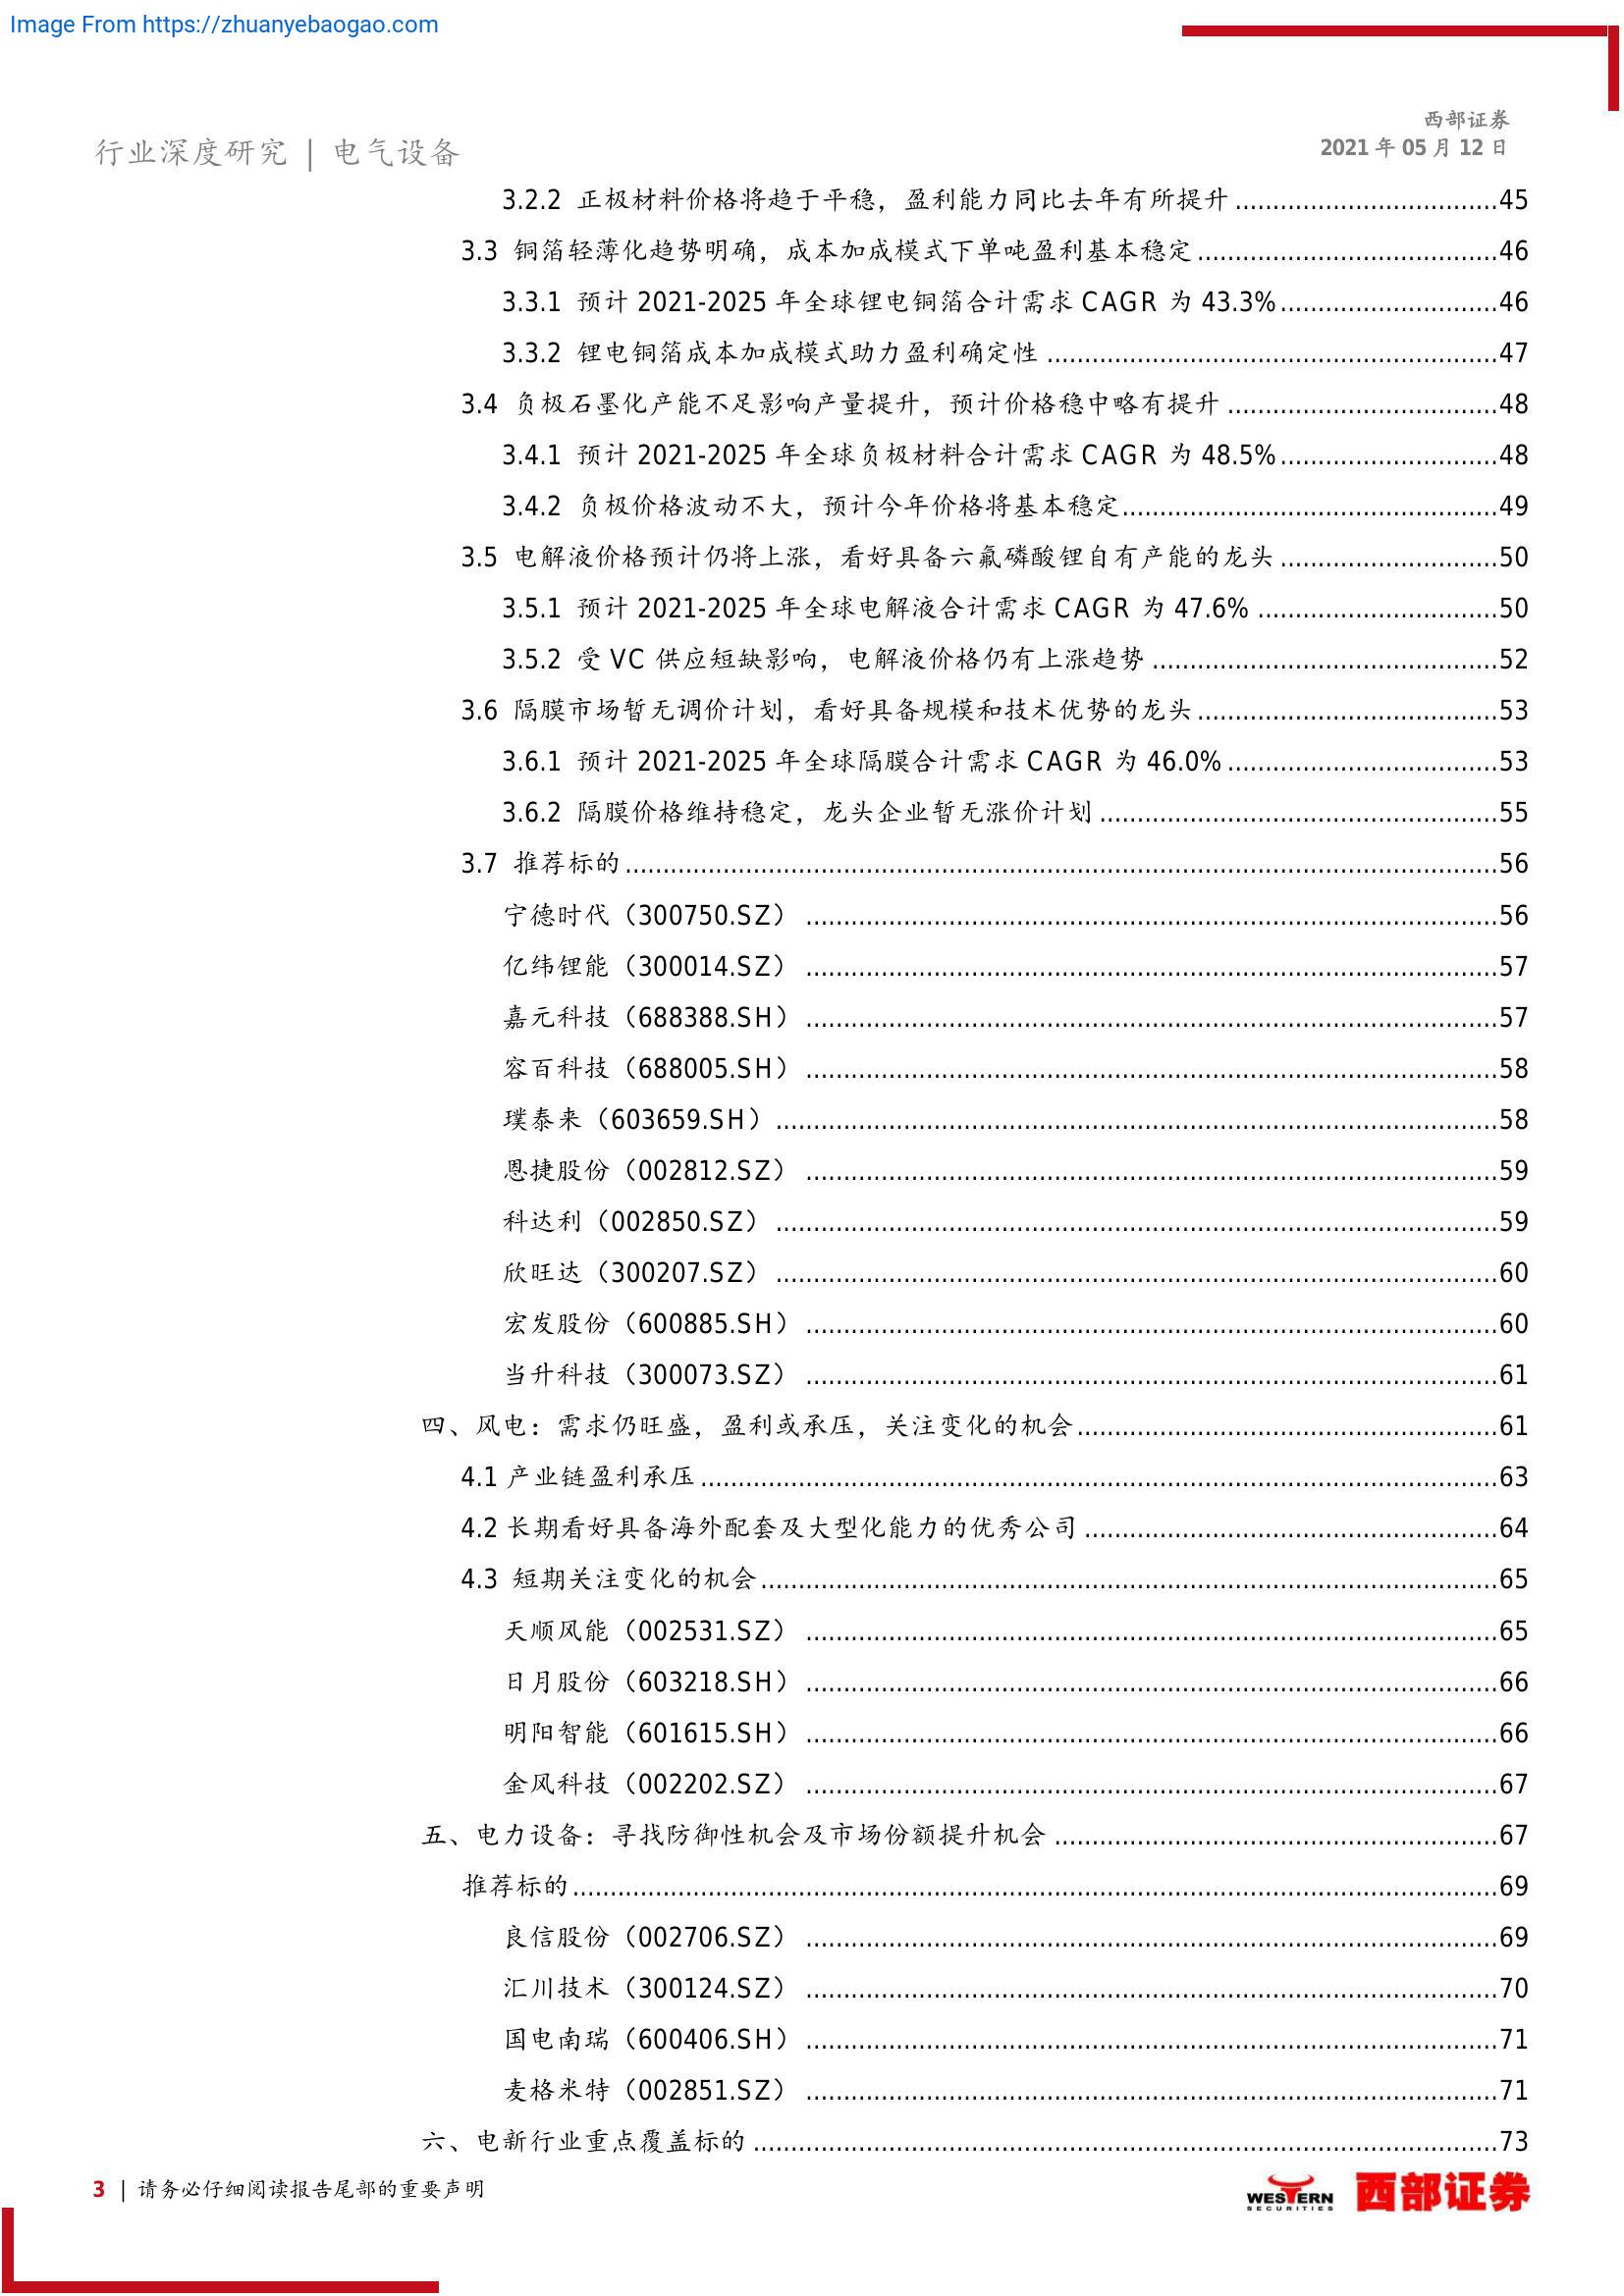 Image From https://zhuanyebaogao.com
西部证券
2021 年 05 月 12 日
行业深度研究 | 电气设备
3.2.2 正极材料价格将趋于平稳，盈利能力同比去年有所提升...................................45
3.3 铜箔轻薄化趋势明确，成本加成模式下单吨盈利基本稳定........................................46
3.3.1 预计 2021-2025 年全球锂电铜箔合计需求 CAGR 为 43.3%.............................46
3.3.2 锂电铜箔成本加成模式助力盈利确定性............................................................47
3.4 负极石墨化产能不足影响产量提升，预计价格稳中略有提升....................................48
3.4.1 预计 2021-2025 年全球负极材料合计需求 CAGR 为 48.5%.............................48
3.4.2 负极价格波动不大，预计今年价格将基本稳定..................................................49
3.5 电解液价格预计仍将上涨，看好具备六氟磷酸锂自有产能的龙头.............................50
3.5.1 预计 2021-2025 年全球电解液合计需求 CAGR 为 47.6%................................50
3.5.2 受 VC 供应短缺影响，电解液价格仍有上涨趋势..............................................52
3.6 隔膜市场暂无调价计划，看好具备规模和技术优势的龙头........................................53
3.6.1 预计 2021-2025 年全球隔膜合计需求 CAGR 为 46.0%....................................53
3.6.2 隔膜价格维持稳定，龙头企业暂无涨价计划.....................................................55
3.7 推荐标的....................................................................................................................56
宁德时代（300750.SZ）............................................................................................56
亿纬锂能（300014.SZ）............................................................................................57
嘉元科技（688388.SH）............................................................................................57
容百科技（688005.SH）............................................................................................58
璞泰来（603659.SH）................................................................................................58
恩捷股份（002812.SZ）............................................................................................59
科达利（002850.SZ）................................................................................................59
欣旺达（300207.SZ）................................................................................................60
宏发股份（600885.SH）............................................................................................60
当升科技（300073.SZ）............................................................................................61
四、风电：需求仍旺盛，盈利或承压，关注变化的机会........................................................61
4.1 产业链盈利承压..........................................................................................................63
4.2 长期看好具备海外配套及大型化能力的优秀公司.......................................................64
4.3 短期关注变化的机会..................................................................................................65
天顺风能（002531.SZ）............................................................................................65
日月股份（603218.SH）............................................................................................66
明阳智能（601615.SH）............................................................................................66
金风科技（002202.SZ）............................................................................................67
五、电力设备：寻找防御性机会及市场份额提升机会...........................................................67
推荐标的...........................................................................................................................69
良信股份（002706.SZ）............................................................................................69
汇川技术（300124.SZ）............................................................................................70
国电南瑞（600406.SH）............................................................................................71
麦格米特（002851.SZ）............................................................................................71
六、电新行业重点覆盖标的...................................................................................................73
3 | 请务必仔细阅读报告尾部的重要声明
WESTERN
SECURITIES
西部证券